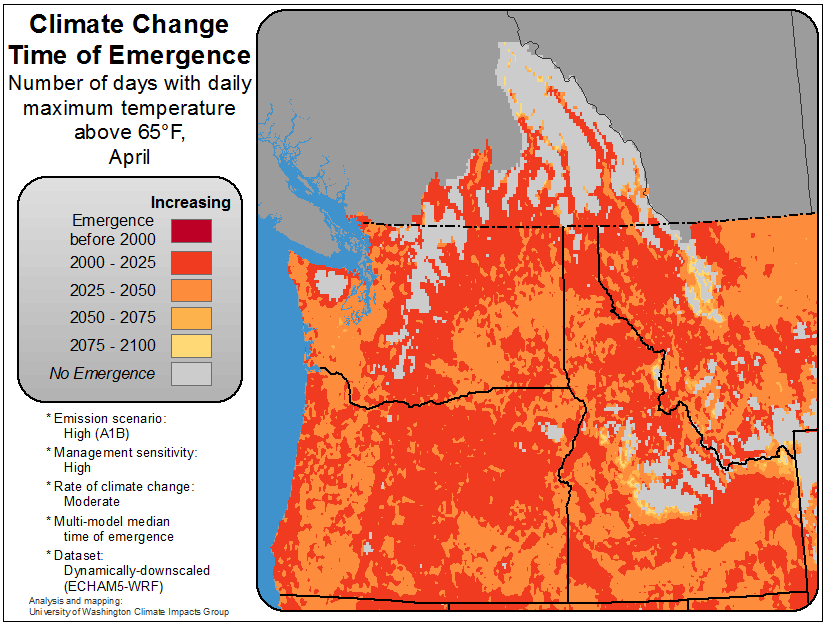 Climate Change
Time of Emergence
Number of days with daily
maximum temperature
above 65°F,
April
Increasing
Emergence
before 2000
2000 - 2025
2025 - 2050
2050 - 2075
2075 - 2100
No Emergence
* Emission scenario:
High (A1B)
* Management sensitivity:
High
* Rate of climate change:
Moderate
* Multi-model median
time of emergence
* Dataset:
Dynamically-downscaled
(ECHAM5-WRF)
Analysis and mapping:
University of Washington Climate Impacts Group